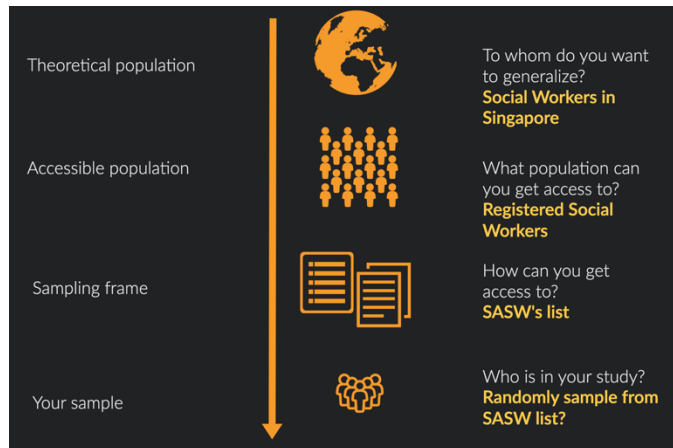 Theoretical population
To whom do you want
to generalize?
Social Workers in
Singapore
Accessible population
What population can
you get access to?
Registered Social
Workers
Sampling frame
How can you get
access to?
SASW's list
Your sample
Who is in your study?
Randomly sample from
SASW list?